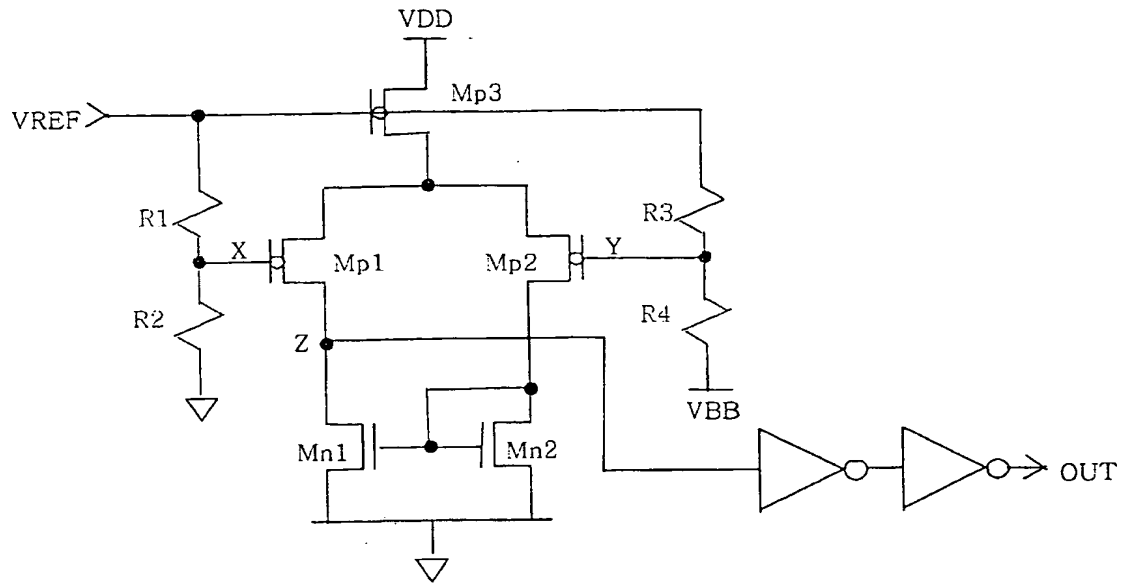 VDD
Mp3
VREF
R1
R3
X
Mp1
Mp2
Y
R2
R4
Z
VBB
Mn1
Mn2
OUT